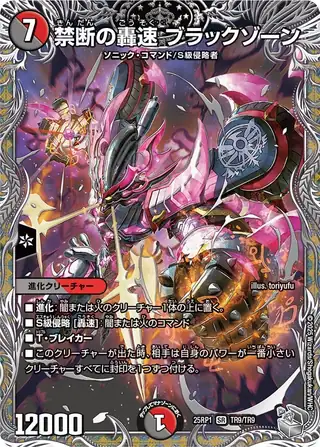 7
禁断の轟速 ブラックゾーン
ソニック・コマンド/S級侵略者
進化クリーチャー
illus. toriyufu
■進化:闇または火のクリーチャー1体の上に置く。
■S級侵略[轟速]:闇または火のコマンド
■T・ブレイカー
■このクリーチャーが出た時、相手は自身のパワーが一番小さい
クリーチャーすべてに封印を1つずつ付ける。
12000
25RP1 SR TR9/TR9